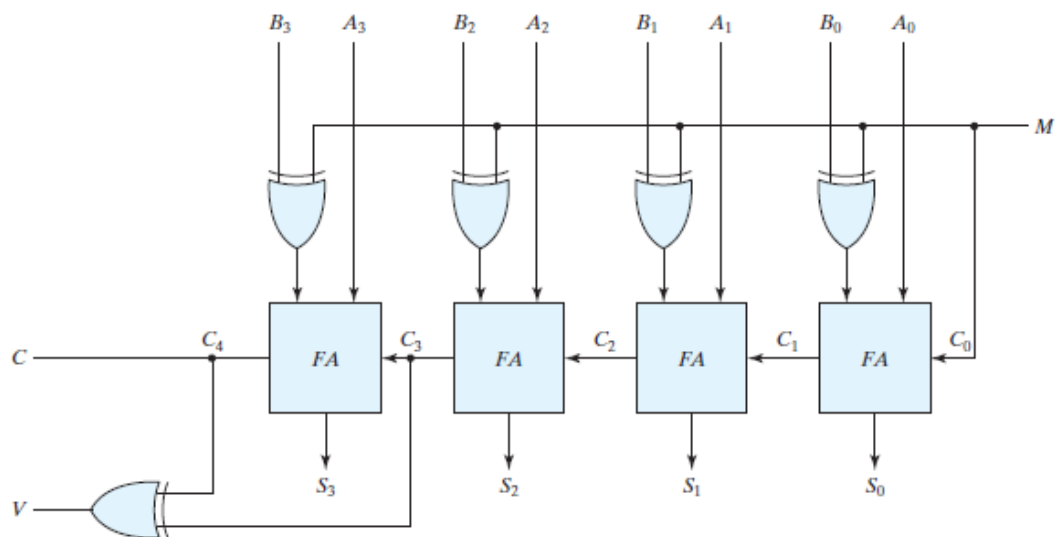 B₃ A₃ B₂ A₂ B₁ A₁ B₀ A₀
M
C₄ C₃ C₂ C₁ C₀
C FA FA FA FA
S₃ S₂ S₁ S₀
V